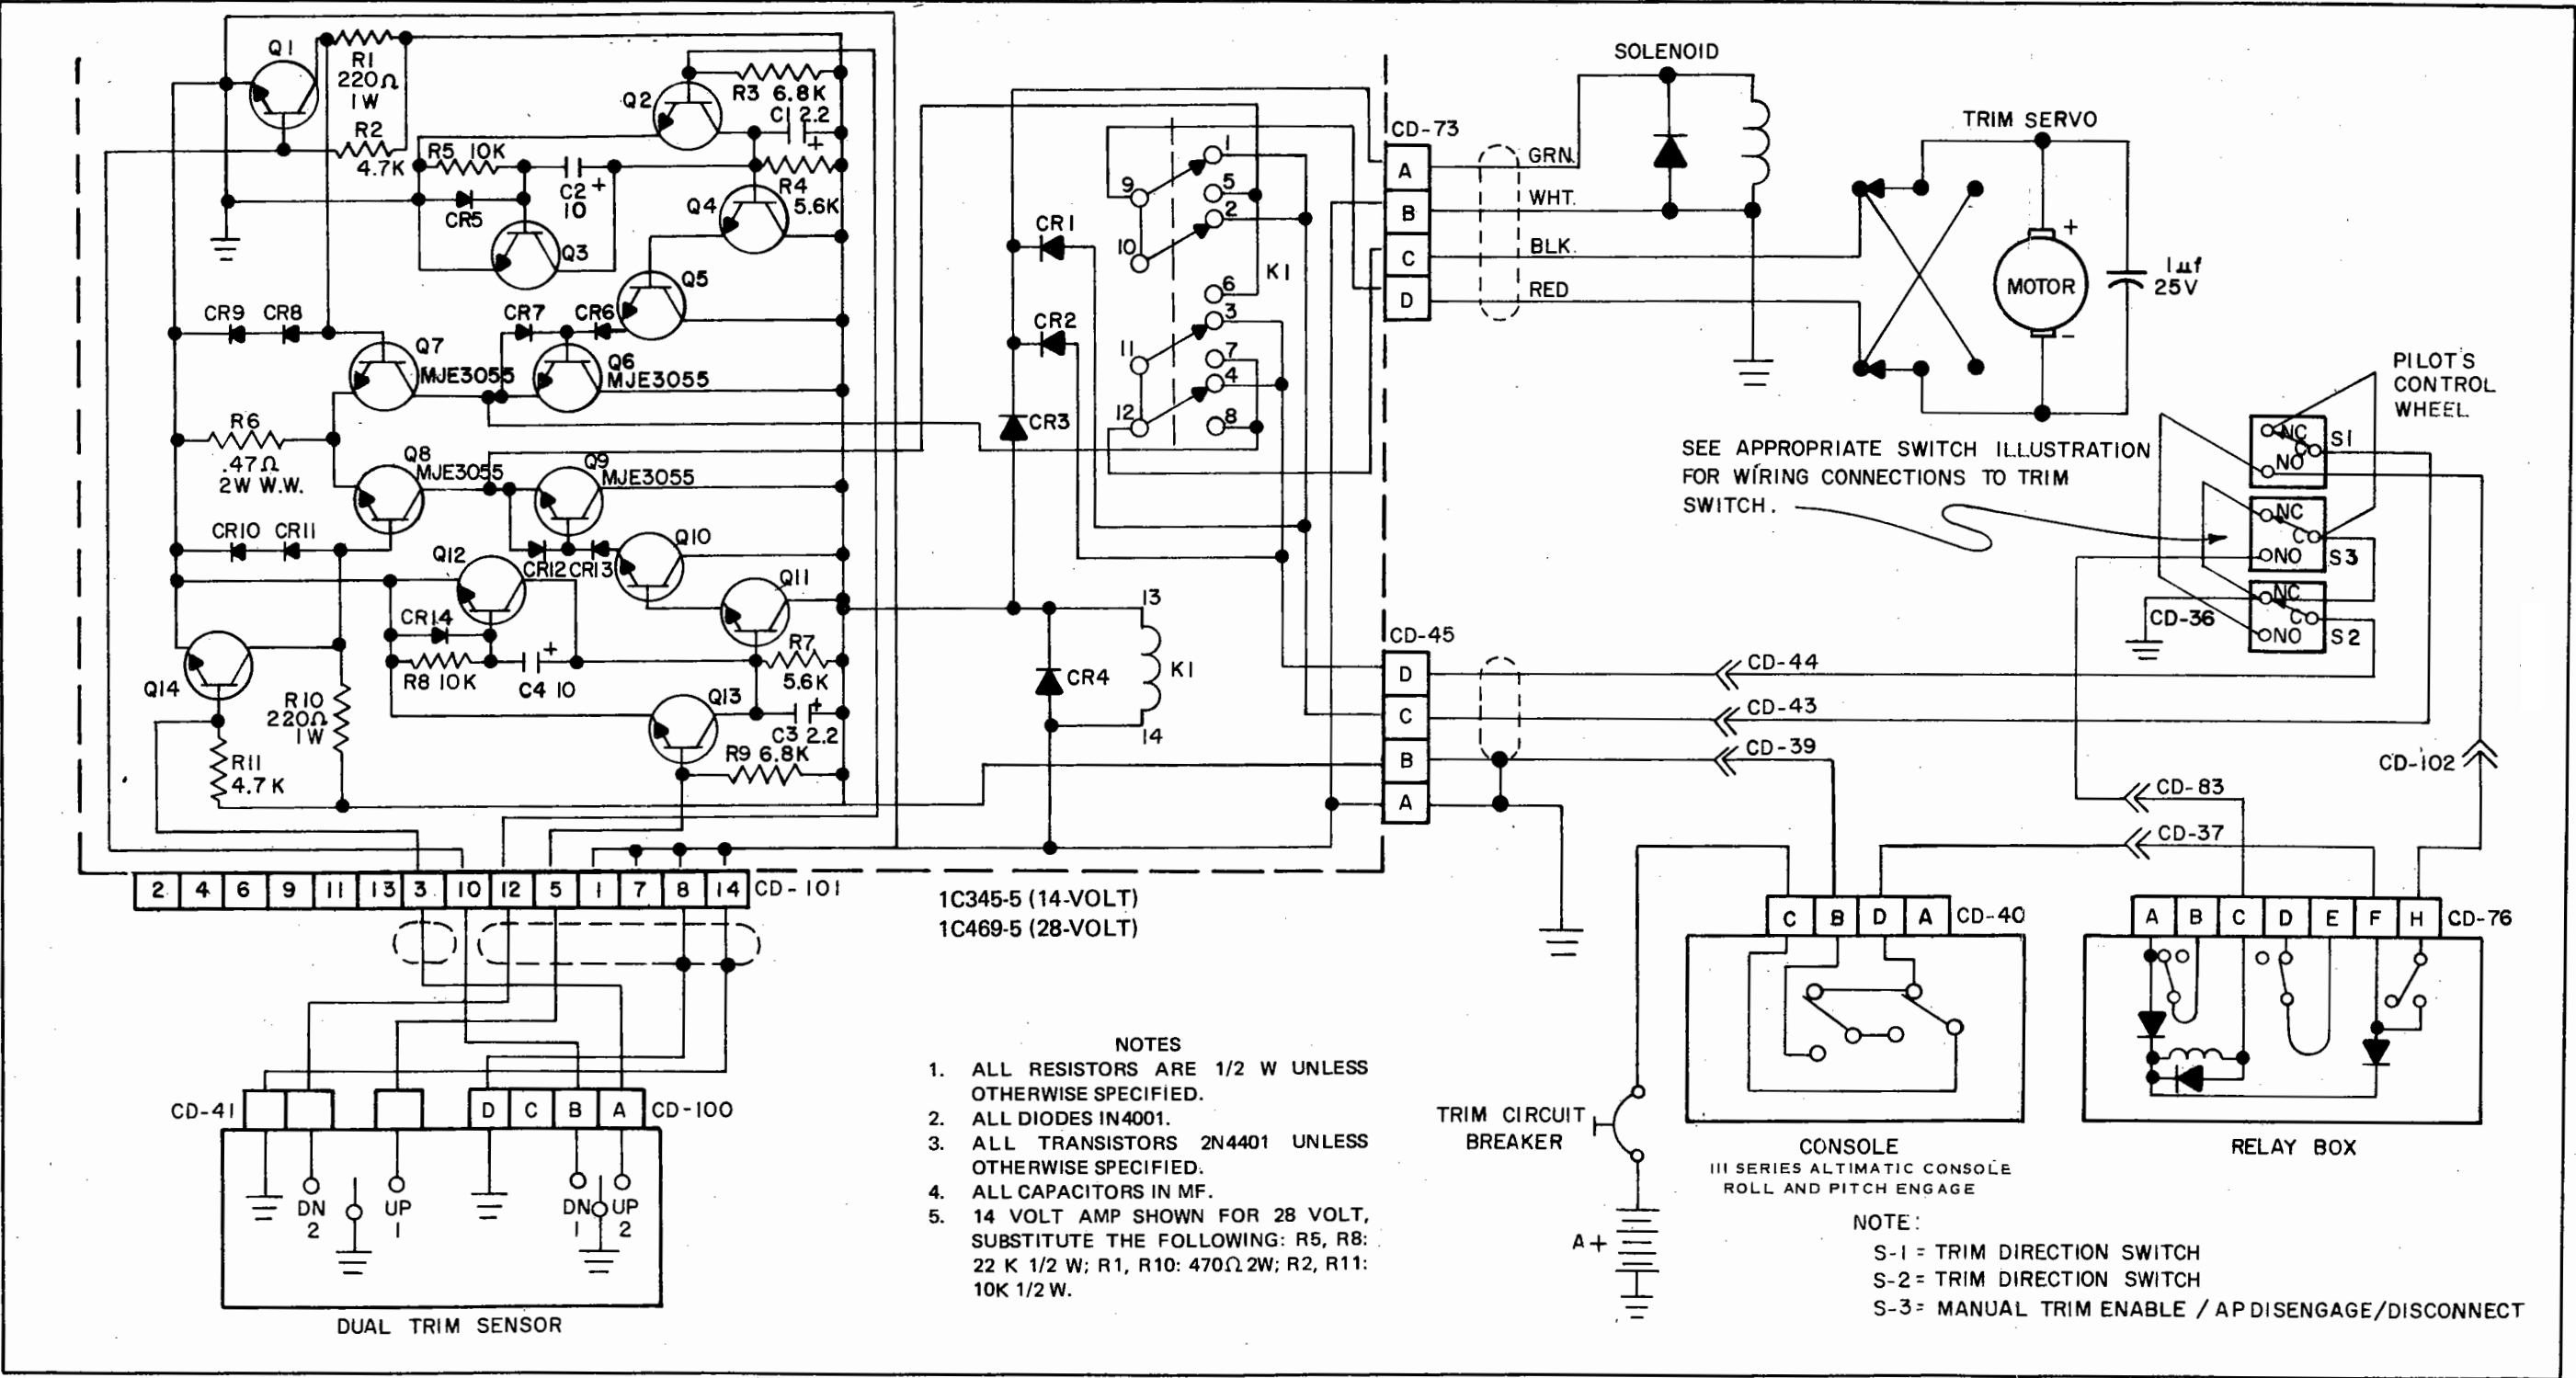 Q1
R1
220Ω
1W
R2
4.7K
Q2
R3 6.8K
C1 2.2
+
R5 10K
C2 +
10
CR5
R4
5.6K
Q4
Q3
Q5
CR9 CR8
CR7 CR6
Q7
MJE3055
Q6
MJE3055
R6
.47Ω
2W W.W.
Q8
MJE3055
Q9
MJE3055
CR10 CR11
Q12
CR12 CR13
Q10
Q11
CR14
R8 10K
+
C4 10
R7
5.6K
Q14
R10
220Ω
1W
Q13
+
C3 2.2
R9 6.8K
R11
4.7K
CR1
CR2
CR3
CR4
1
9
5
2
10
K1
6
3
11
7
4
12
8
13
K1
14
CD-73
A
B
C
D
GRN.
WHT.
BLK.
RED
SOLENOID
TRIM SERVO
+
MOTOR
-
1µf
25V
PILOT'S
CONTROL
WHEEL
NC
C
NO
S1
NC
C
NO
S3
NC
C
NO
S2
CD-36
SEE APPROPRIATE SWITCH ILLUSTRATION
FOR WIRING CONNECTIONS TO TRIM
SWITCH.
CD-45
D
C
B
A
CD-44
CD-43
CD-39
CD-102
CD-83
CD-37
2 4 6 9 11 13 3 10 12 5 1 7 8 14 CD-101
1C345-5 (14-VOLT)
1C469-5 (28-VOLT)
C B D A CD-40
A B C D E F H CD-76
CD-41
D C B A CD-100
DN
2
UP
1
DN
1
UP
2
DUAL TRIM SENSOR
NOTES
1. ALL RESISTORS ARE 1/2 W UNLESS
OTHERWISE SPECIFIED.
2. ALL DIODES IN4001.
3. ALL TRANSISTORS 2N4401 UNLESS
OTHERWISE SPECIFIED.
4. ALL CAPACITORS IN MF.
5. 14 VOLT AMP SHOWN FOR 28 VOLT,
SUBSTITUTE THE FOLLOWING: R5, R8:
22 K 1/2 W; R1, R10: 470Ω 2W; R2, R11:
10K 1/2 W.
TRIM CIRCUIT
BREAKER
A+
CONSOLE
III SERIES ALTIMATIC CONSOLE
ROLL AND PITCH ENGAGE
RELAY BOX
NOTE:
S-1 = TRIM DIRECTION SWITCH
S-2 = TRIM DIRECTION SWITCH
S-3 = MANUAL TRIM ENABLE / AP DISENGAGE/DISCONNECT